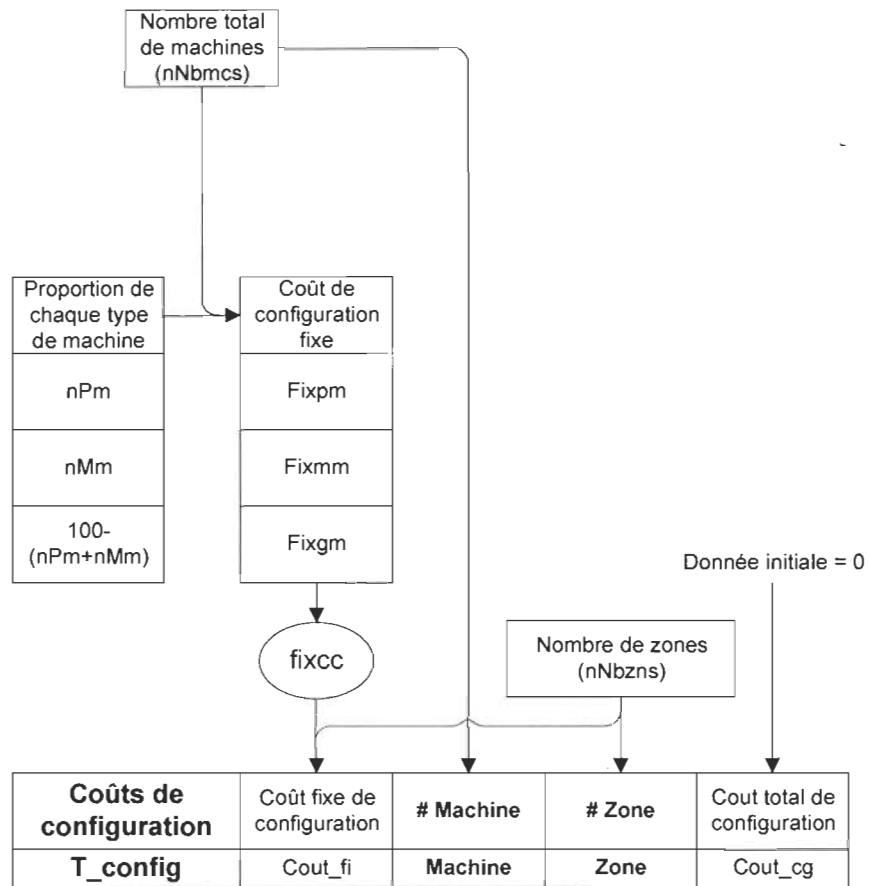 Nombre total
de machines
(nNbmcs)
Proportion de
chaque type
de machine
nPm
nMm
100-
(nPm+nMm)
Coût de
configuration
fixe
Fixpm
Fixmm
Fixgm
Donnée initiale = 0
fixcc
Nombre de zones
(nNbzns)
Coûts de
configuration
Coût fixe de
configuration
# Machine
# Zone
Cout total de
configuration
T_config
Cout_fi
Machine
Zone
Cout_cg